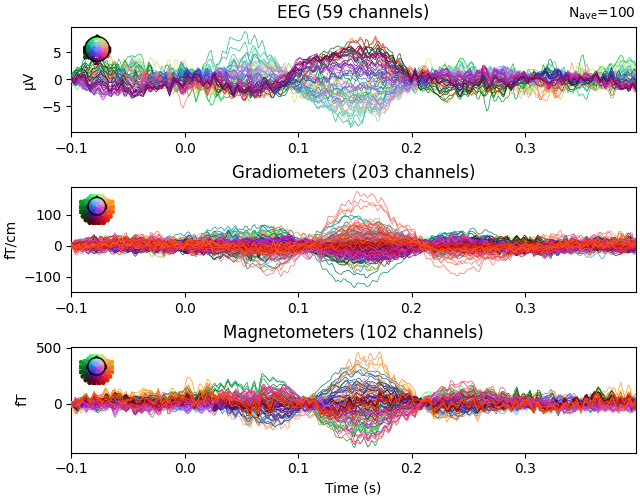 EEG (59 channels)
Nave=100
5
0
−5
µV
−0.1 0.0 0.1 0.2 0.3
Gradiometers (203 channels)
100
0
−100
fT/cm
−0.1 0.0 0.1 0.2 0.3
Magnetometers (102 channels)
500
0
fT
−0.1 0.0 0.1 0.2 0.3
Time (s)